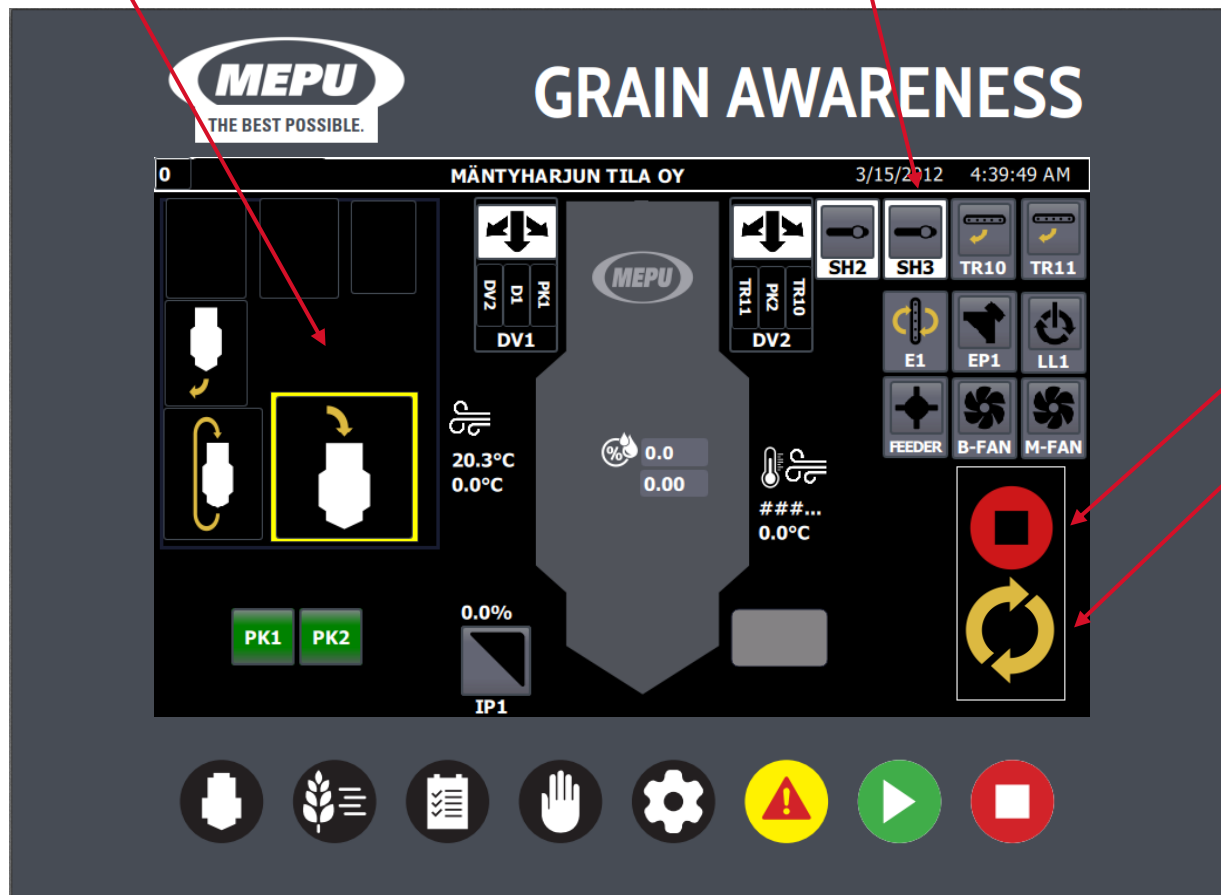 MEPU
THE BEST POSSIBLE.
GRAIN AWARENESS
0
MÄNTYHARJUN TILA OY
3/15/2012 4:39:49 AM
DV2 D1 PK1
DV1
MEPU
TR11 PK2 TR10
DV2
SH2 SH3 TR10 TR11
E1 EP1 LL1
FEEDER B-FAN M-FAN
20.3°C
0.0°C
% 0.0
0.00
###...
0.0°C
PK1 PK2
0.0%
IP1